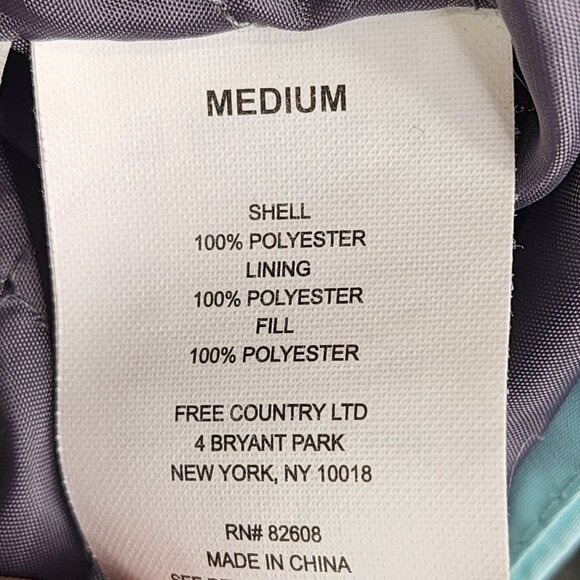 MEDIUM
SHELL
100% POLYESTER
LINING
100% POLYESTER
FILL
100% POLYESTER
FREE COUNTRY LTD
4 BRYANT PARK
NEW YORK, NY 10018
RN# 82608
MADE IN CHINA
SEE